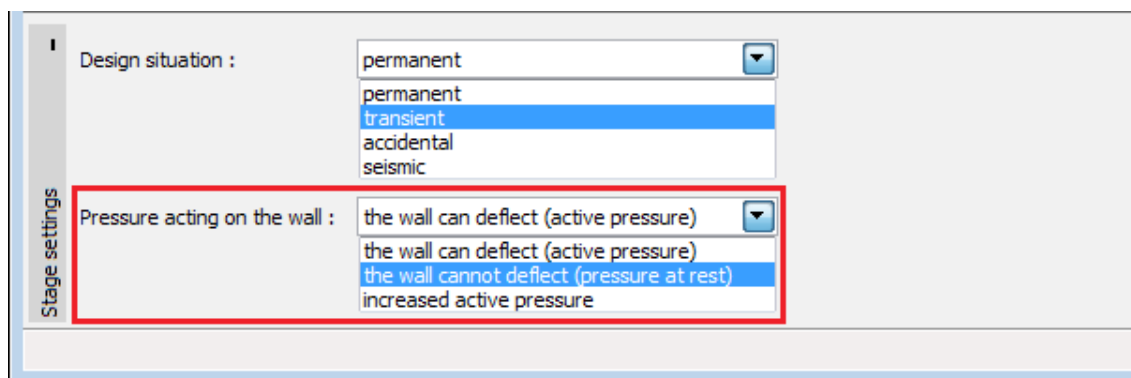 Design situation :
permanent
permanent
transient
accidental
seismic
Stage settings
Pressure acting on the wall :
the wall can deflect (active pressure)
the wall can deflect (active pressure)
the wall cannot deflect (pressure at rest)
increased active pressure